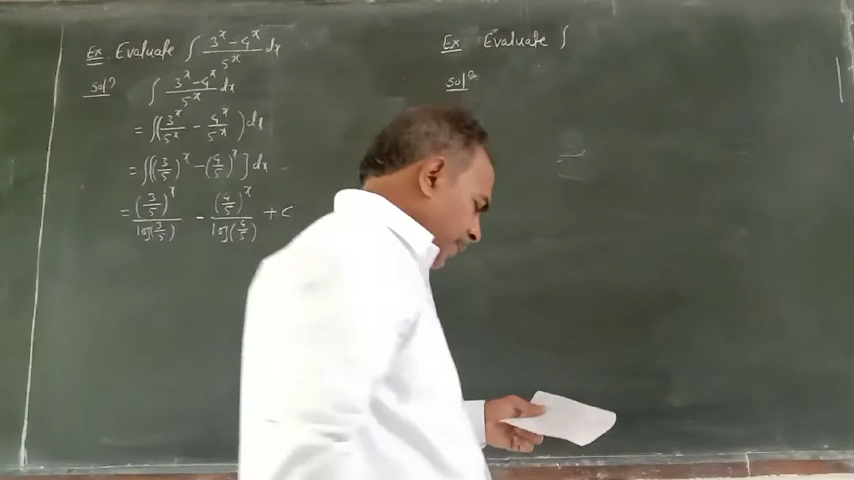 Ex Evaluate ∫ (3^x - 4^x)/5^x dx
Sol? ∫ (3^x - 4^x)/5^x dx
= ∫(3^x/5^x - 4^x/5^x) dx
= ∫[(3/5)^x - (4/5)^x] dx
= (3/5)^x/log(3/5) - (4/5)^x/log(4/5) + c
Ex Evaluate ∫
Sol?